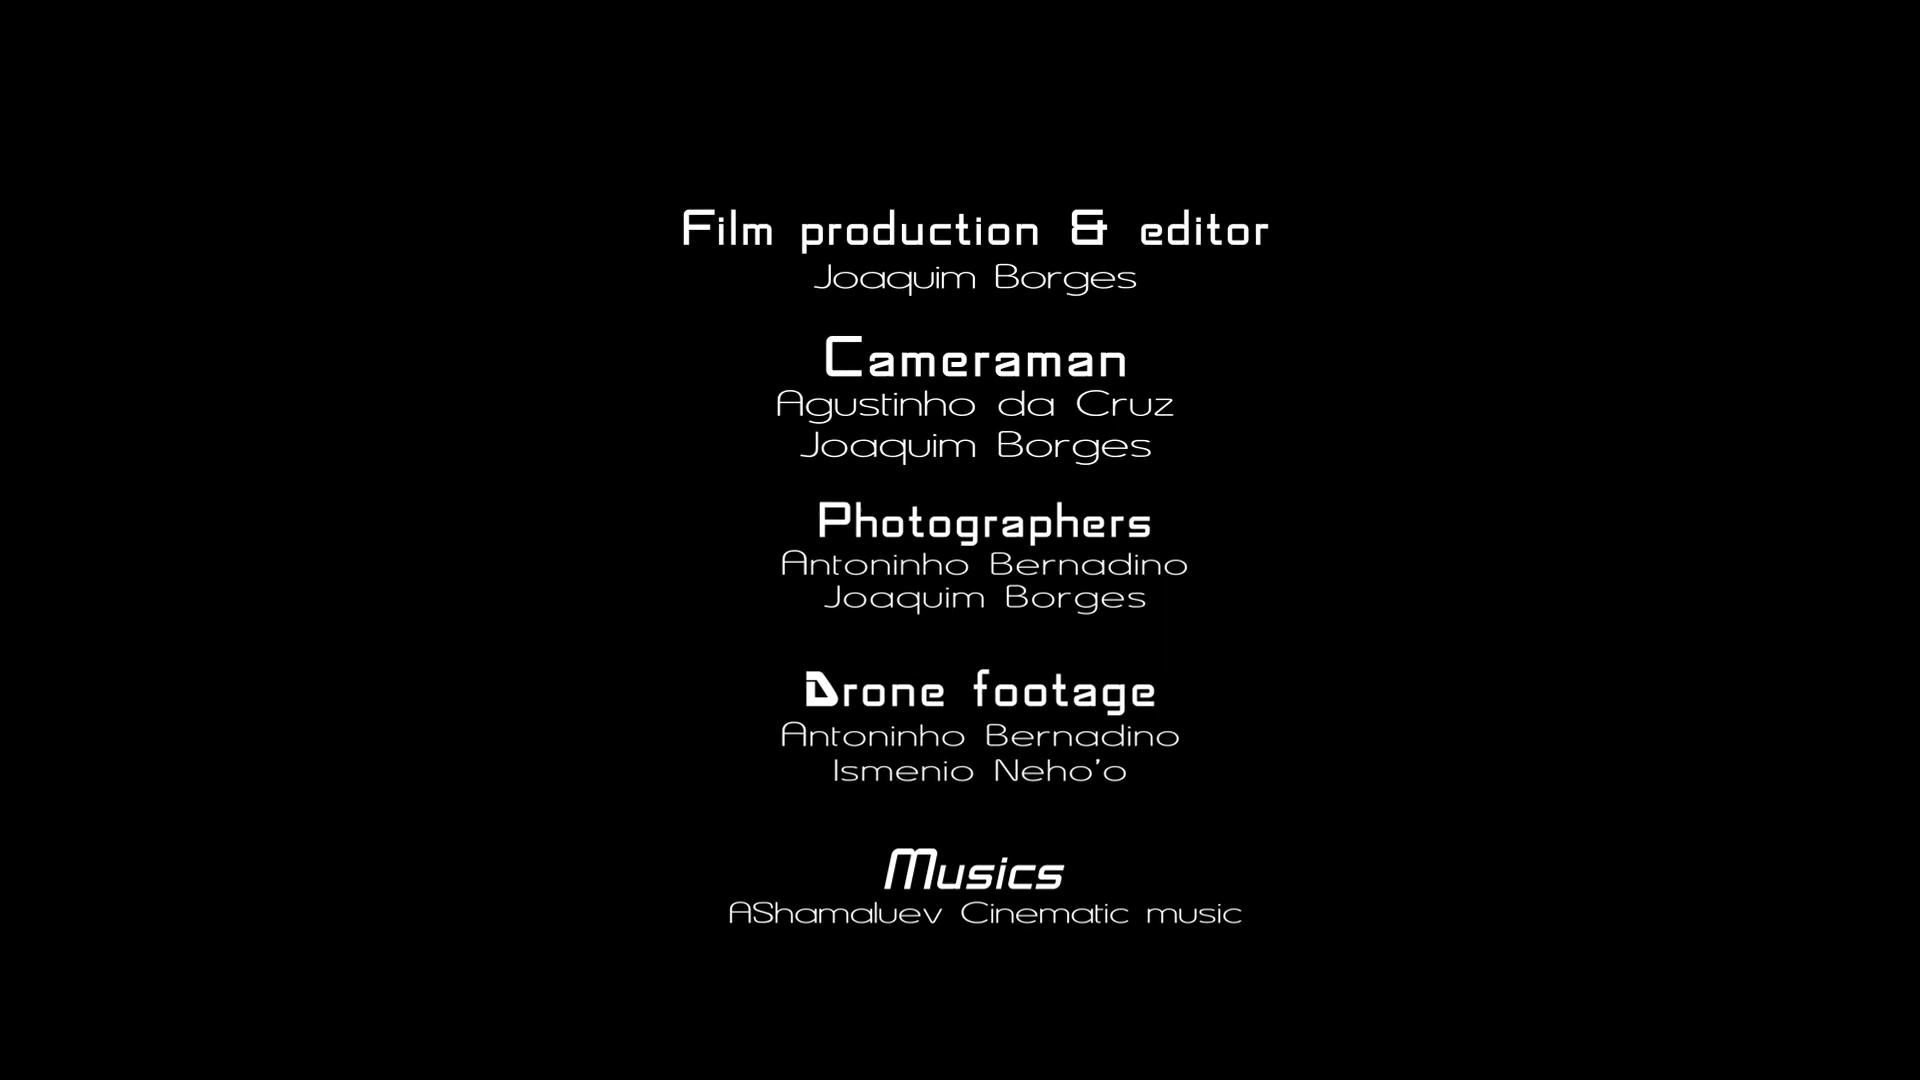 Film production & editor
Joaquim Borges
Cameraman
Agustinho da Cruz
Joaquim Borges
Photographers
Antoninho Bernadino
Joaquim Borges
Drone footage
Antoninho Bernadino
Ismenio Neho'o
Musics
AShamaluev Cinematic music